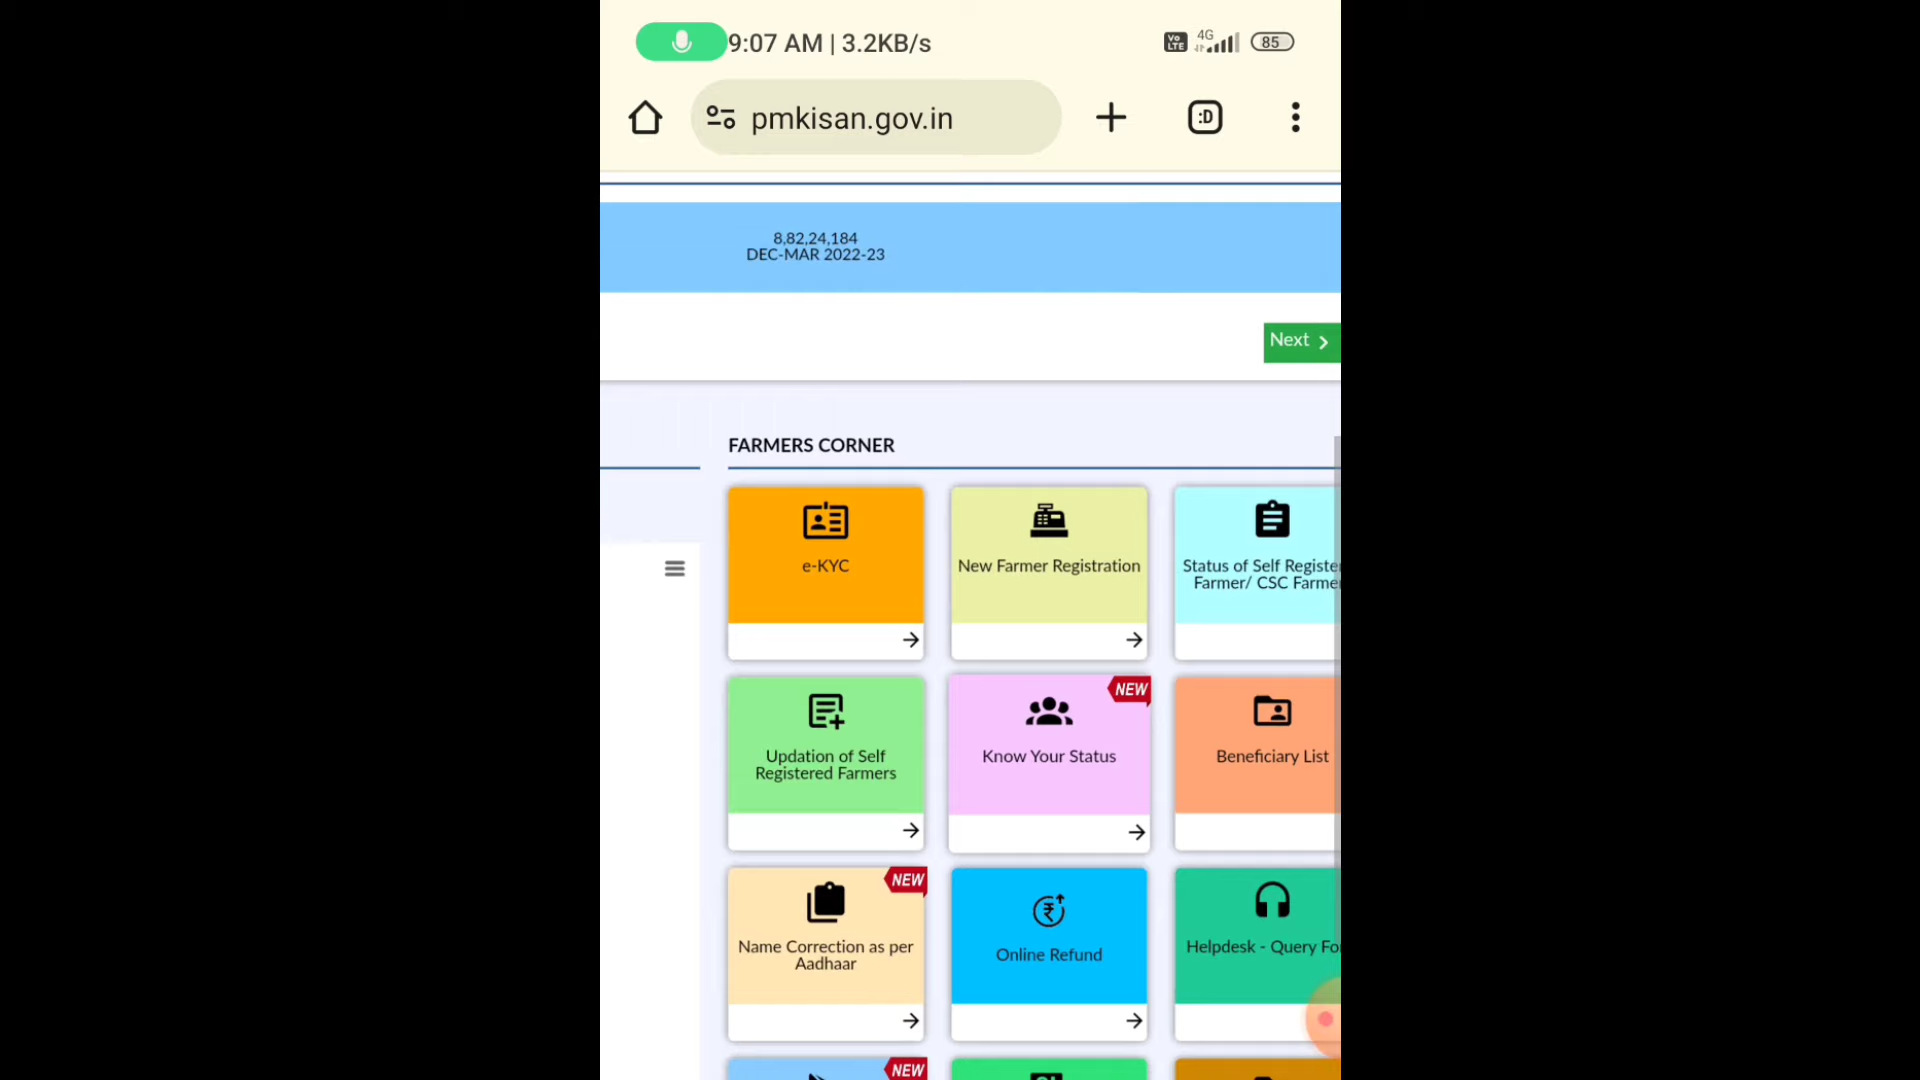 9:07 AM | 3.2KB/s
Vo LTE
4G
85
pmkisan.gov.in
:D
8,82,24,184
DEC-MAR 2022-23
Next
FARMERS CORNER
e-KYC
New Farmer Registration
Status of Self Registe
Farmer/ CSC Farme
NEW
Updation of Self
Registered Farmers
Know Your Status
Beneficiary List
NEW
Name Correction as per
Aadhaar
Online Refund
Helpdesk - Query Fo
NEW